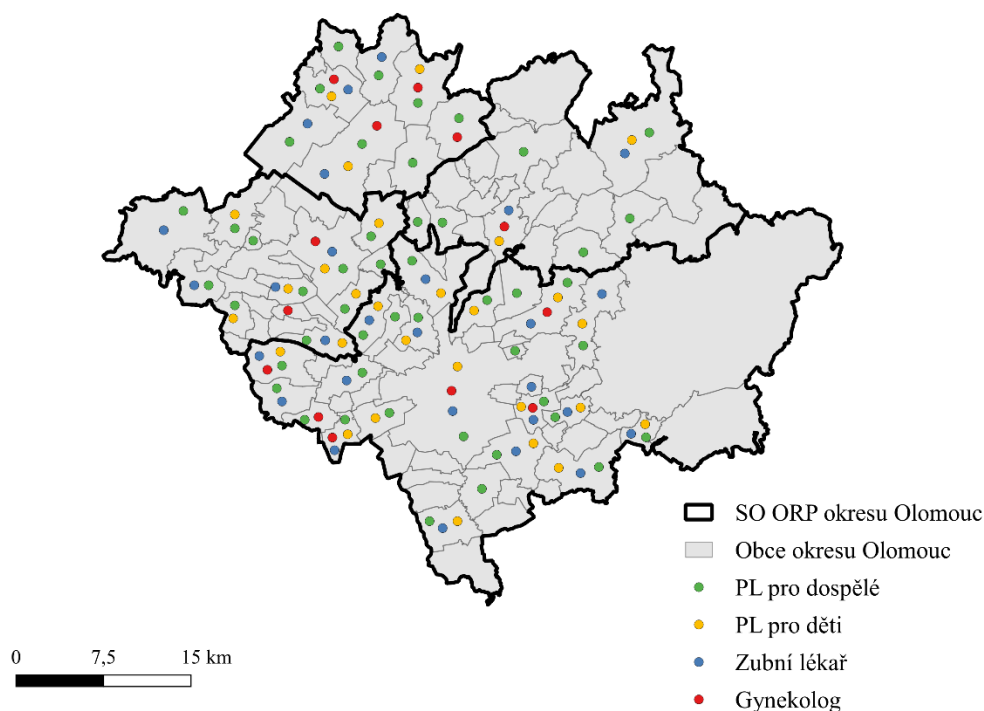 SO ORP okresu Olomouc
Obce okresu Olomouc
PL pro dospělé
PL pro děti
Zubní lékař
Gynekolog
0 7,5 15 km